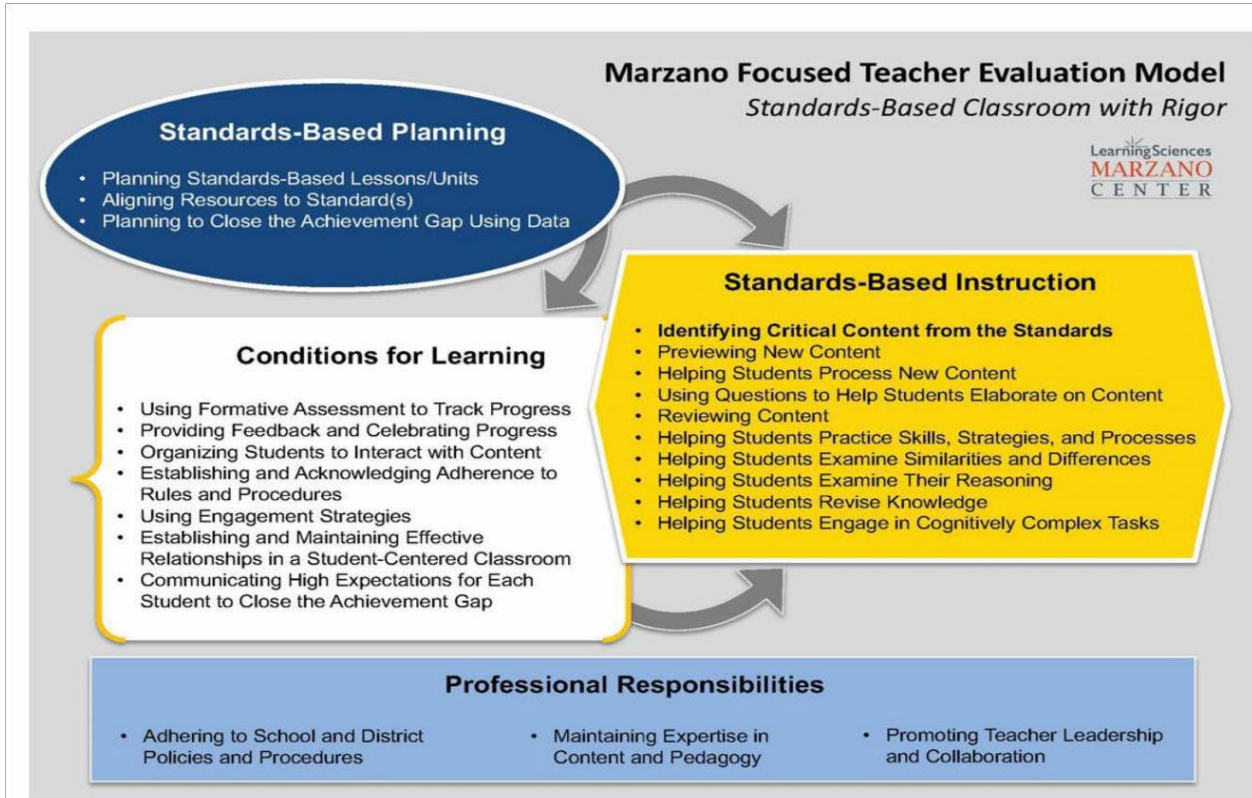 Marzano Focused Teacher Evaluation Model
Standards-Based Classroom with Rigor
LearningSciences
MARZANO
CENTER
Standards-Based Planning
• Planning Standards-Based Lessons/Units
• Aligning Resources to Standard(s)
• Planning to Close the Achievement Gap Using Data
Standards-Based Instruction
• Identifying Critical Content from the Standards
• Previewing New Content
• Helping Students Process New Content
• Using Questions to Help Students Elaborate on Content
• Reviewing Content
• Helping Students Practice Skills, Strategies, and Processes
• Helping Students Examine Similarities and Differences
• Helping Students Examine Their Reasoning
• Helping Students Revise Knowledge
• Helping Students Engage in Cognitively Complex Tasks
Conditions for Learning
• Using Formative Assessment to Track Progress
• Providing Feedback and Celebrating Progress
• Organizing Students to Interact with Content
• Establishing and Acknowledging Adherence to
Rules and Procedures
• Using Engagement Strategies
• Establishing and Maintaining Effective
Relationships in a Student-Centered Classroom
• Communicating High Expectations for Each
Student to Close the Achievement Gap
Professional Responsibilities
• Adhering to School and District
Policies and Procedures
• Maintaining Expertise in
Content and Pedagogy
• Promoting Teacher Leadership
and Collaboration